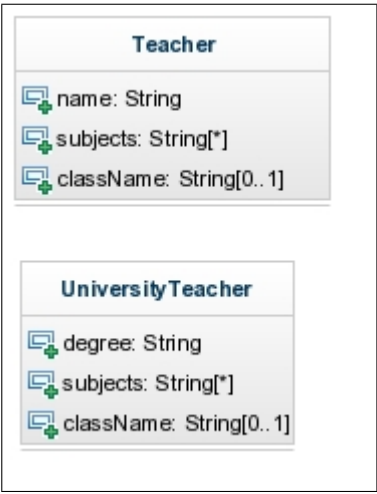 Teacher
name: String
subjects: String[*]
className: String[0..1]
UniversityTeacher
degree: String
subjects: String[*]
className: String[0..1]